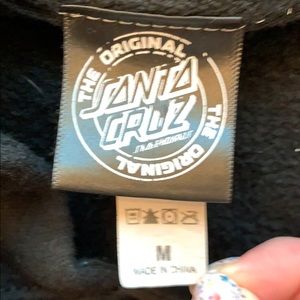 THE ORIGINAL
SANTA
CRUZ
THE ORIGINAL
M
MADE IN CHINA